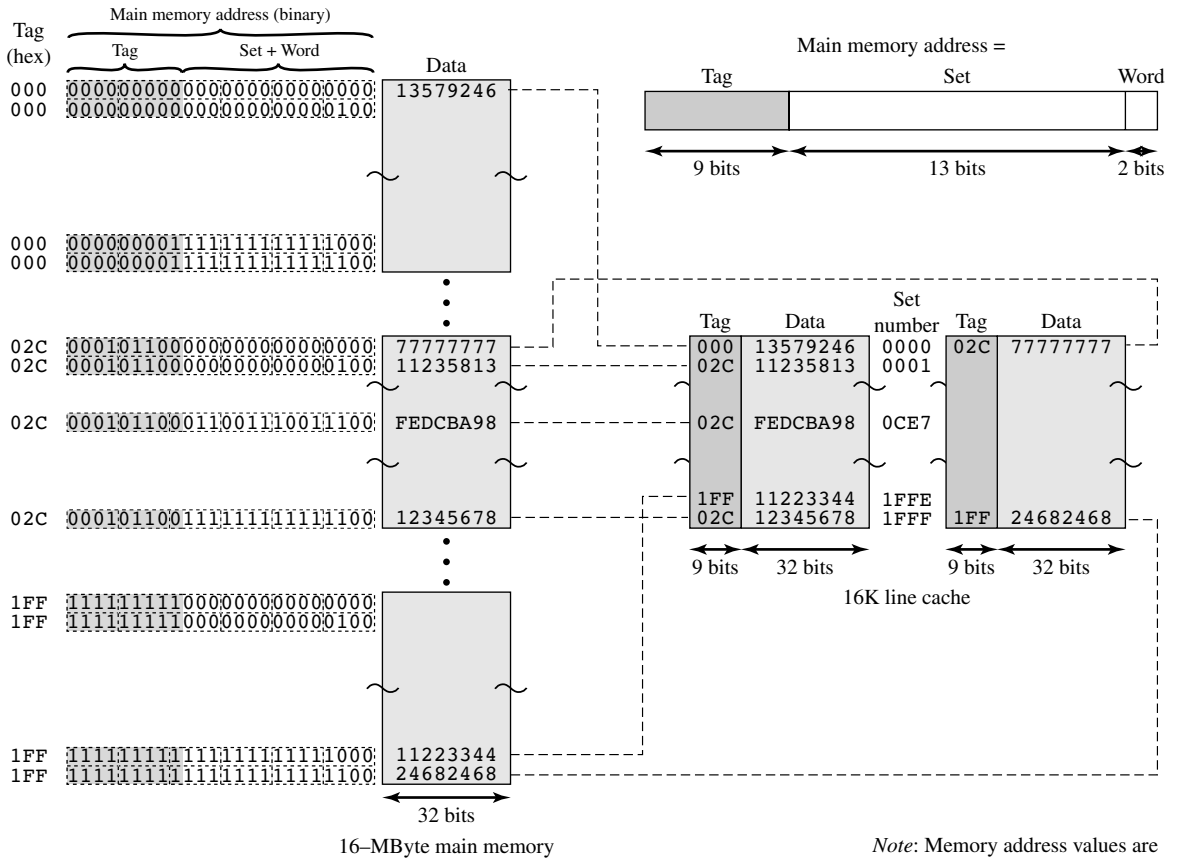 Main memory address (binary)
Tag
(hex)
Tag
Set + Word
Data
000 000000000000000000000000 13579246
000 000000000000000000000100
000 000000001111111111111000
000 000000001111111111111100
02C 000101100000000000000000 77777777
02C 000101100000000000000100 11235813
02C 000101100011001110011100 FEDCBA98
02C 000101100111111111111100 12345678
1FF 111111111000000000000000
1FF 111111111000000000000100
1FF 111111111111111111111000 11223344
1FF 111111111111111111111100 24682468
32 bits
16–MByte main memory
Main memory address =
Tag Set Word
9 bits 13 bits 2 bits
Set
Tag Data number Tag Data
000 13579246 0000 02C 77777777
02C 11235813 0001
02C FEDCBA98 0CE7
1FF 11223344 1FFE
02C 12345678 1FFF 1FF 24682468
9 bits 32 bits 9 bits 32 bits
16K line cache
Note: Memory address values are